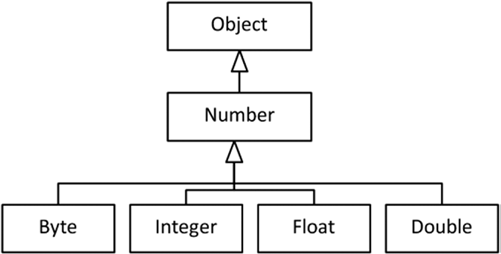 Object
Number
Byte Integer Float Double